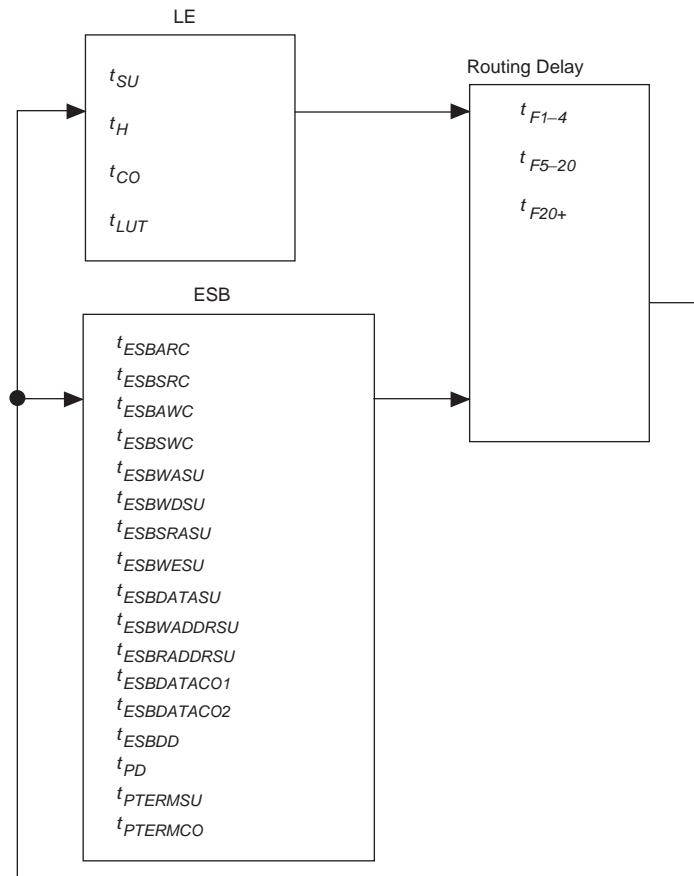 LE
tSU
tH
tCO
tLUT
Routing Delay
tF1–4
tF5–20
tF20+
ESB
tESBARC
tESBSRC
tESBAWC
tESBSWC
tESBWASU
tESBWDSU
tESBSRASU
tESBWESU
tESBDATASU
tESBWADDRSU
tESBRADDRSU
tESBDATACO1
tESBDATACO2
tESBDD
tPD
tPTERMSU
tPTERMCO